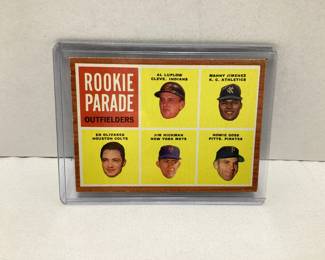 ROOKIE
PARADE
OUTFIELDERS
AL LUPLOW
CLEVE. INDIANS
MANNY JIMENEZ
K. C. ATHLETICS
ED OLIVARES
HOUSTON COLTS
JIM HICKMAN
NEW YORK METS
HOWIE GOSS
PITTS. PIRATES